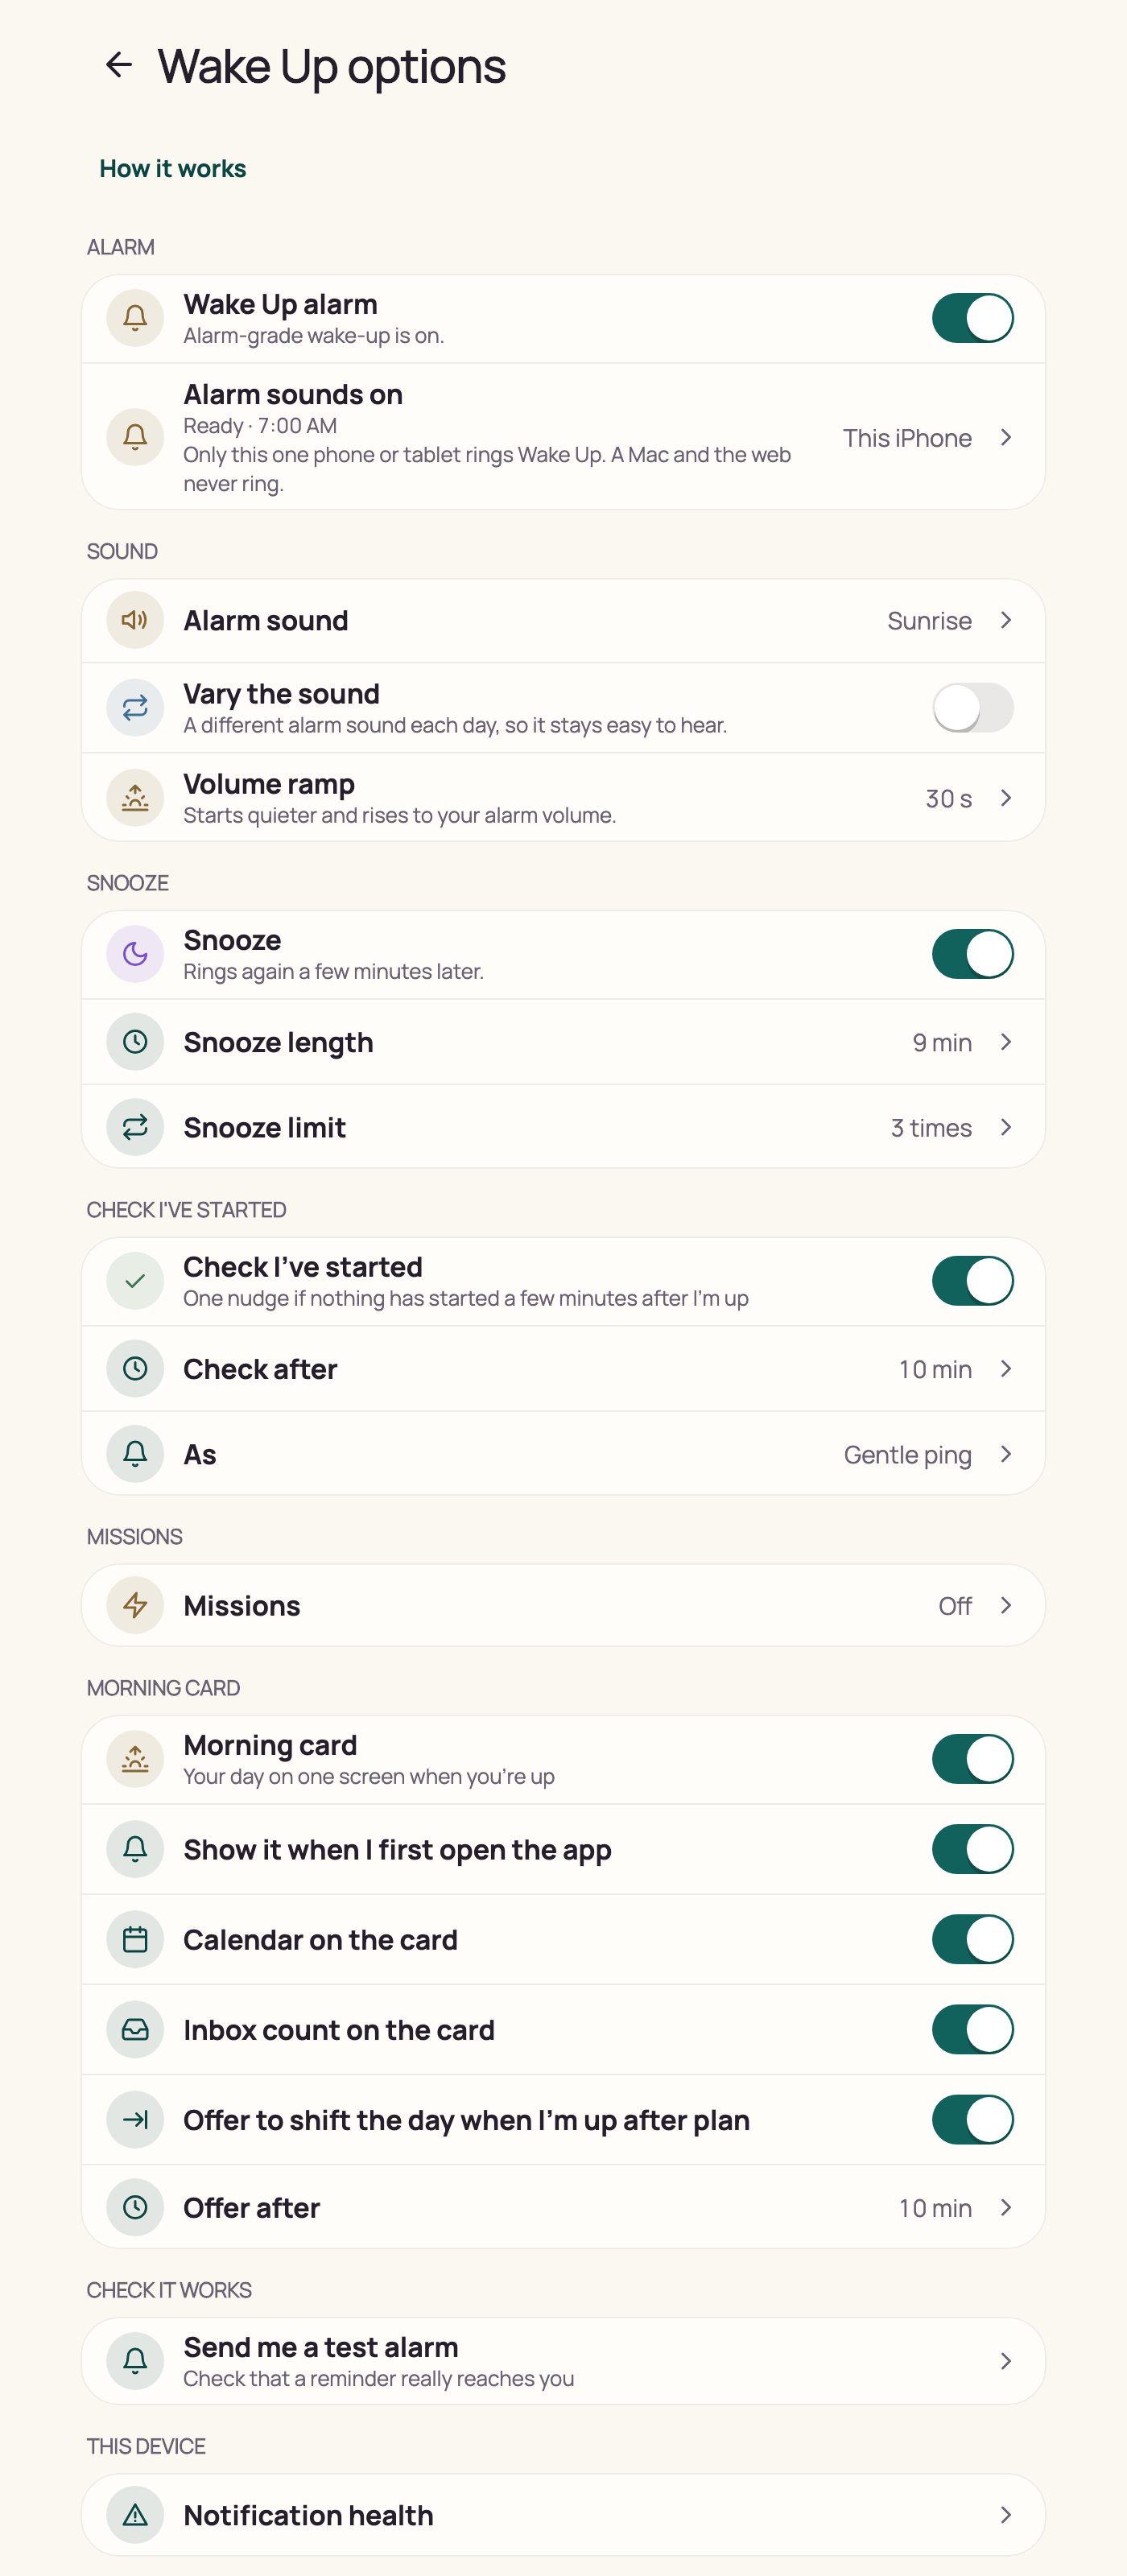 Wake Up options
How it works
ALARM
Wake Up alarm
Alarm-grade wake-up is on.
Alarm sounds on
Ready · 7:00 AM
Only this one phone or tablet rings Wake Up. A Mac and the web
never ring.
This iPhone
SOUND
Alarm sound
Sunrise
Vary the sound
A different alarm sound each day, so it stays easy to hear.
Volume ramp
Starts quieter and rises to your alarm volume.
30 s
SNOOZE
Snooze
Rings again a few minutes later.
Snooze length
9 min
Snooze limit
3 times
CHECK I'VE STARTED
Check I’ve started
One nudge if nothing has started a few minutes after I’m up
Check after
10 min
As
Gentle ping
MISSIONS
Missions
Off
MORNING CARD
Morning card
Your day on one screen when you’re up
Show it when I first open the app
Calendar on the card
Inbox count on the card
Offer to shift the day when I’m up after plan
Offer after
10 min
CHECK IT WORKS
Send me a test alarm
Check that a reminder really reaches you
THIS DEVICE
Notification health